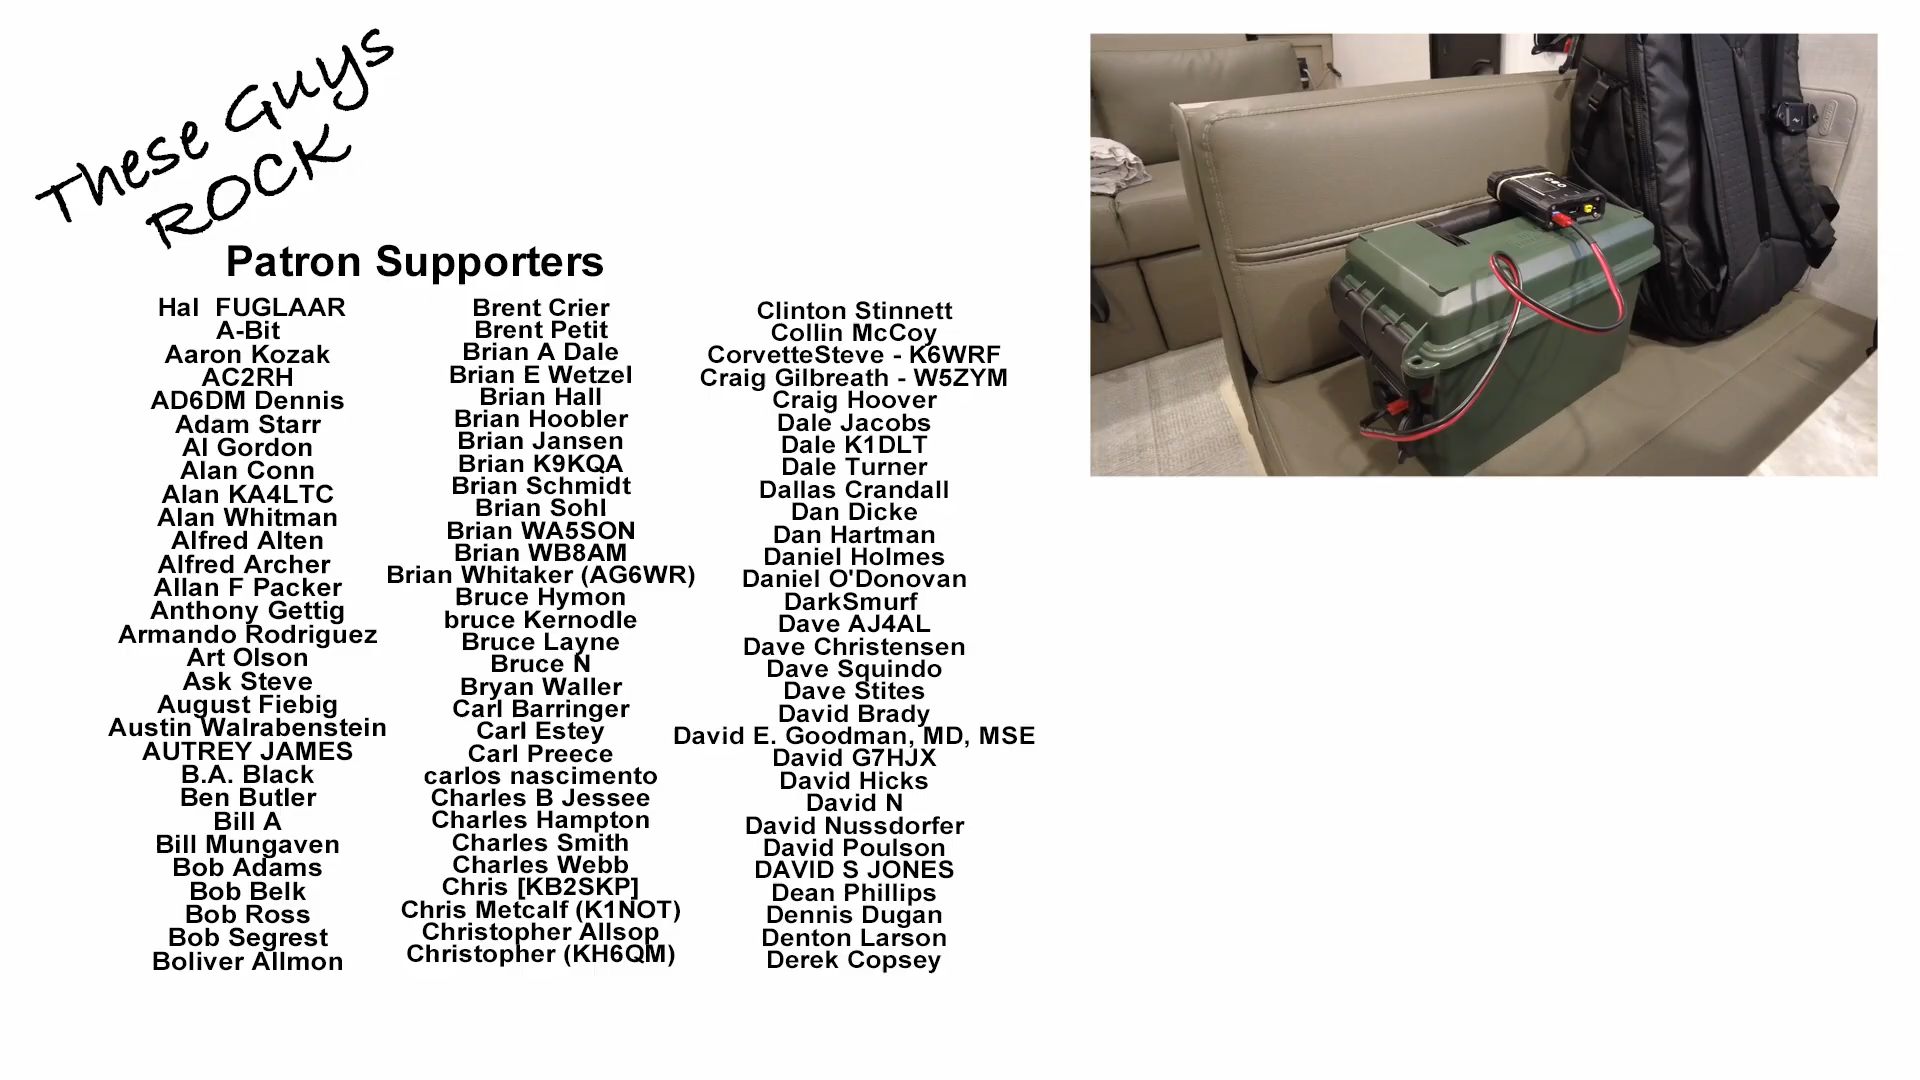 These Guys
ROCK
Patron Supporters
Hal FUGLAAR
A-Bit
Aaron Kozak
AC2RH
AD6DM Dennis
Adam Starr
Al Gordon
Alan Conn
Alan KA4LTC
Alan Whitman
Alfred Alten
Alfred Archer
Allan F Packer
Anthony Gettig
Armando Rodriguez
Art Olson
Ask Steve
August Fiebig
Austin Walrabenstein
AUTREY JAMES
B.A. Black
Ben Butler
Bill A
Bill Mungaven
Bob Adams
Bob Belk
Bob Ross
Bob Segrest
Boliver Allmon
Brent Crier
Brent Petit
Brian A Dale
Brian E Wetzel
Brian Hall
Brian Hoobler
Brian Jansen
Brian K9KQA
Brian Schmidt
Brian Sohl
Brian WA5SON
Brian WB8AM
Brian Whitaker (AG6WR)
Bruce Hymon
bruce Kernodle
Bruce Layne
Bruce N
Bryan Waller
Carl Barringer
Carl Estey
Carl Preece
carlos nascimento
Charles B Jessee
Charles Hampton
Charles Smith
Charles Webb
Chris [KB2SKP]
Chris Metcalf (K1NOT)
Christopher Allsop
Christopher (KH6QM)
Clinton Stinnett
Collin McCoy
CorvetteSteve - K6WRF
Craig Gilbreath - W5ZYM
Craig Hoover
Dale Jacobs
Dale K1DLT
Dale Turner
Dallas Crandall
Dan Dicke
Dan Hartman
Daniel Holmes
Daniel O'Donovan
DarkSmurf
Dave AJ4AL
Dave Christensen
Dave Squindo
Dave Stites
David Brady
David E. Goodman, MD, MSE
David G7HJX
David Hicks
David N
David Nussdorfer
David Poulson
DAVID S JONES
Dean Phillips
Dennis Dugan
Denton Larson
Derek Copsey